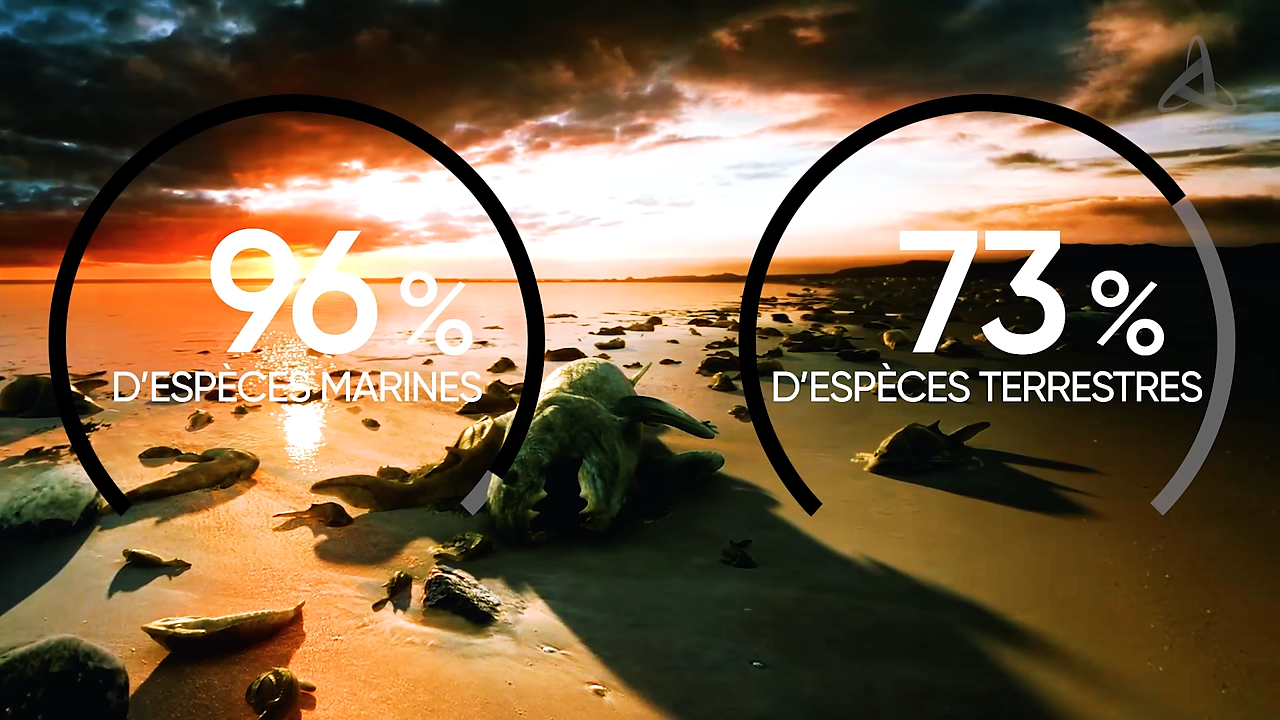 96 %
D'ESPÈCES MARINES
73 %
D'ESPÈCES TERRESTRES